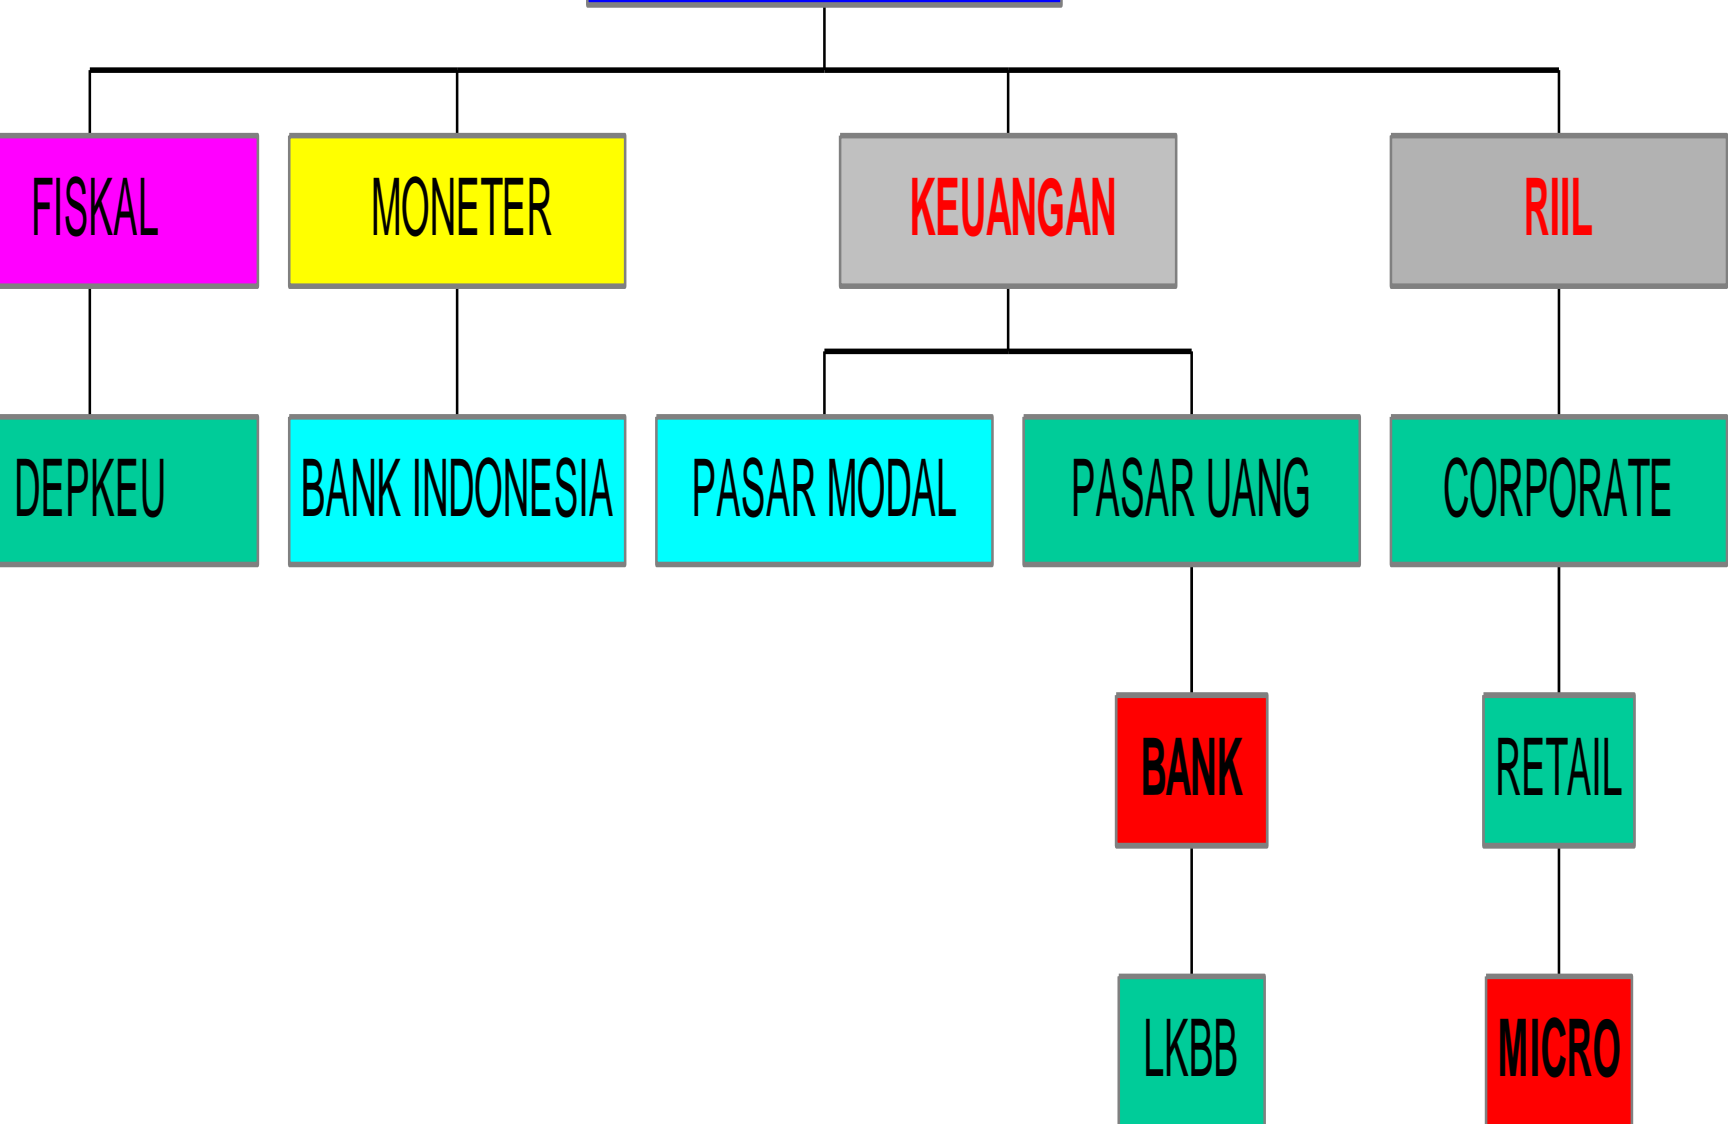 FISKAL
MONETER
KEUANGAN
RIIL
DEPKEU
BANK INDONESIA
PASAR MODAL
PASAR UANG
CORPORATE
BANK
RETAIL
LKBB
MICRO